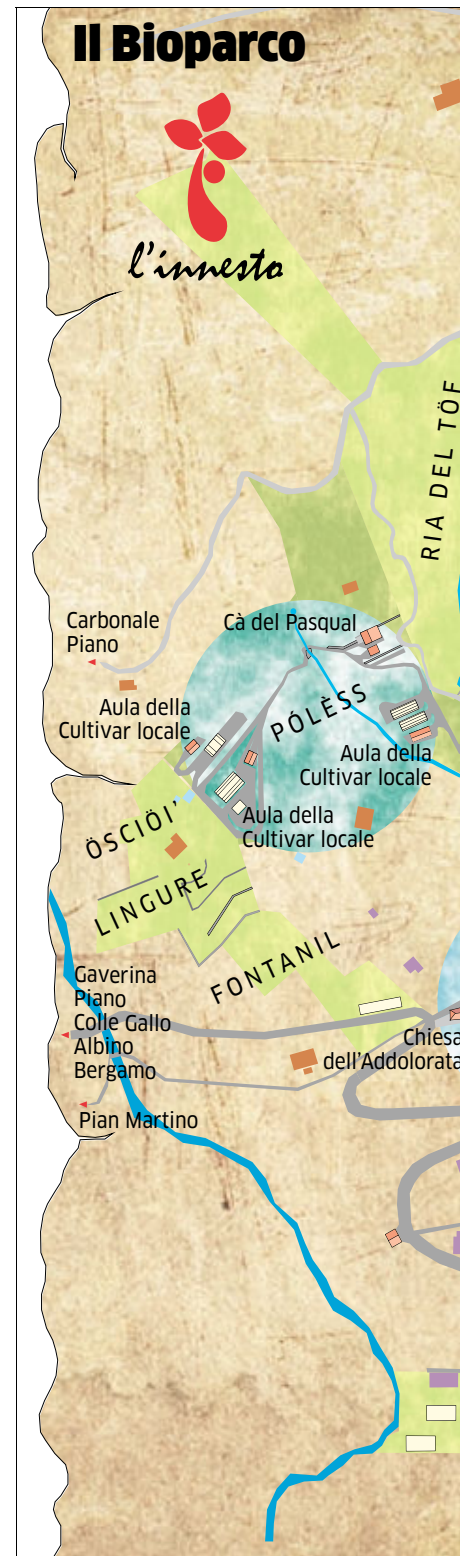 Il Bioparco
l'innesto
RIA DEL TÖF
Carbonale
Piano
Cà del Pasqual
Aula della
Cultivar locale
PÓLÈSS
Aula della
Cultivar locale
Aula della
Cultivar locale
ÖSCIÖI'
LINGURE
FONTANIL
Gaverina
Piano
Colle Gallo
Albino
Bergamo
Chiesa
dell'Addolorata
Pian Martino